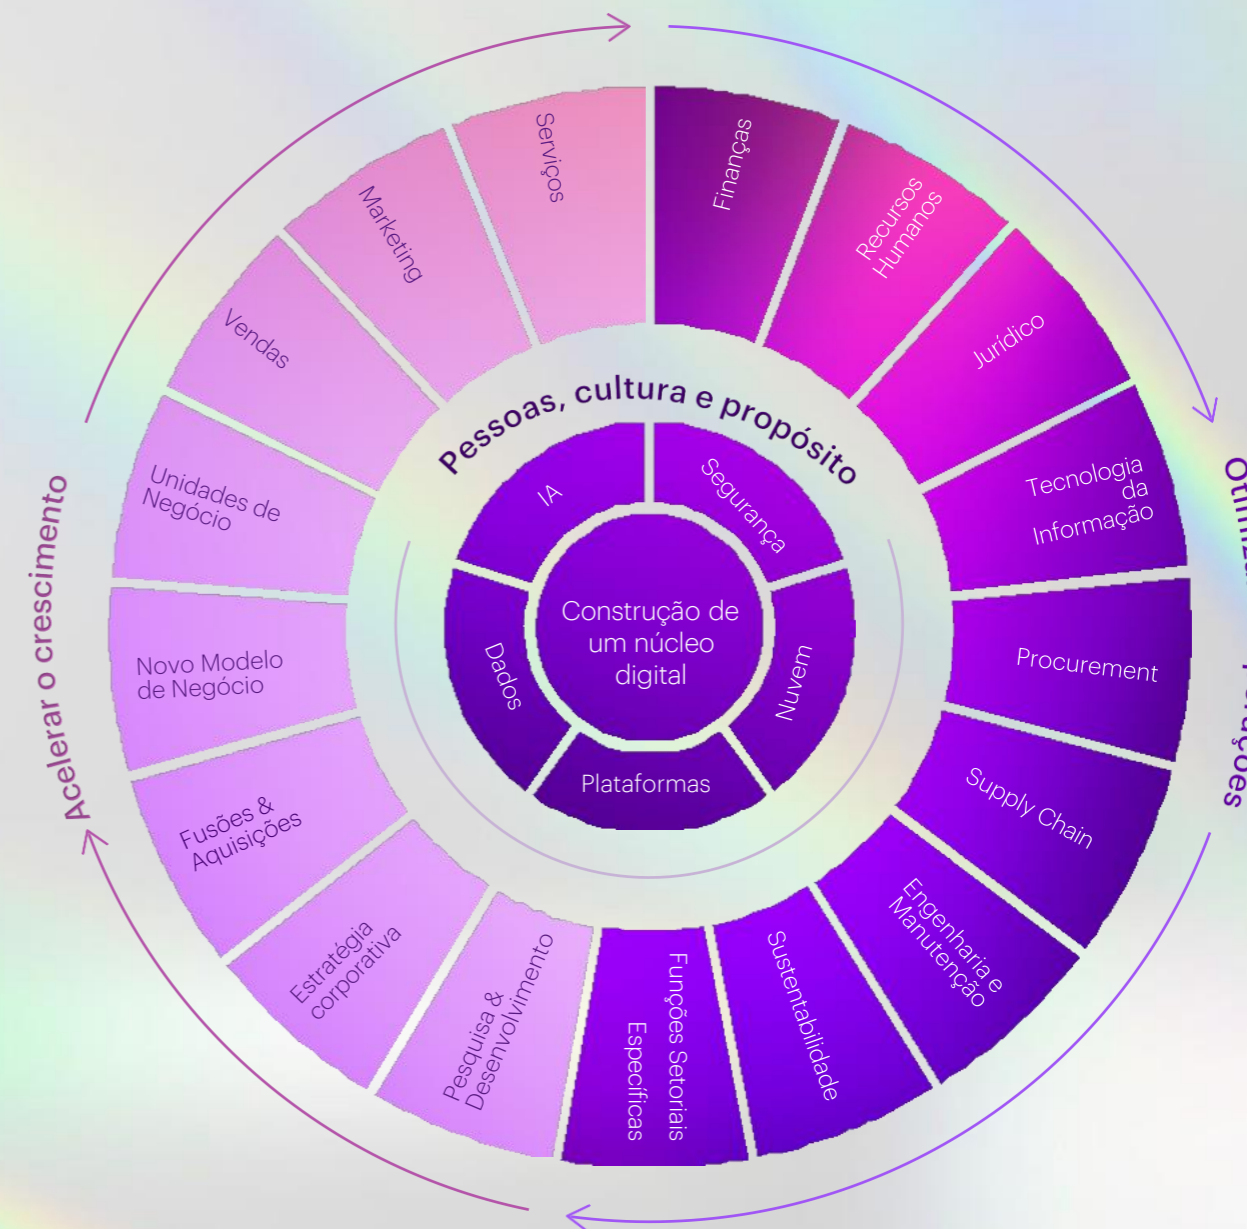 Serviços
Finanças
Recursos
Humanos
Jurídico
Tecnologia
da
Informação
Procurement
Supply Chain
Engenharia e
Manutenção
Sustentabilidade
Funções Setoriais
Específicas
Pesquisa &
Desenvolvimento
Estratégia
corporativa
Fusões &
Aquisições
Novo Modelo
de Negócio
Unidades de
Negócio
Vendas
Marketing
Acelerar o crescimento
Pessoas, cultura e propósito
IA
Segurança
Nuvem
Plataformas
Dados
Construção de
um núcleo
digital